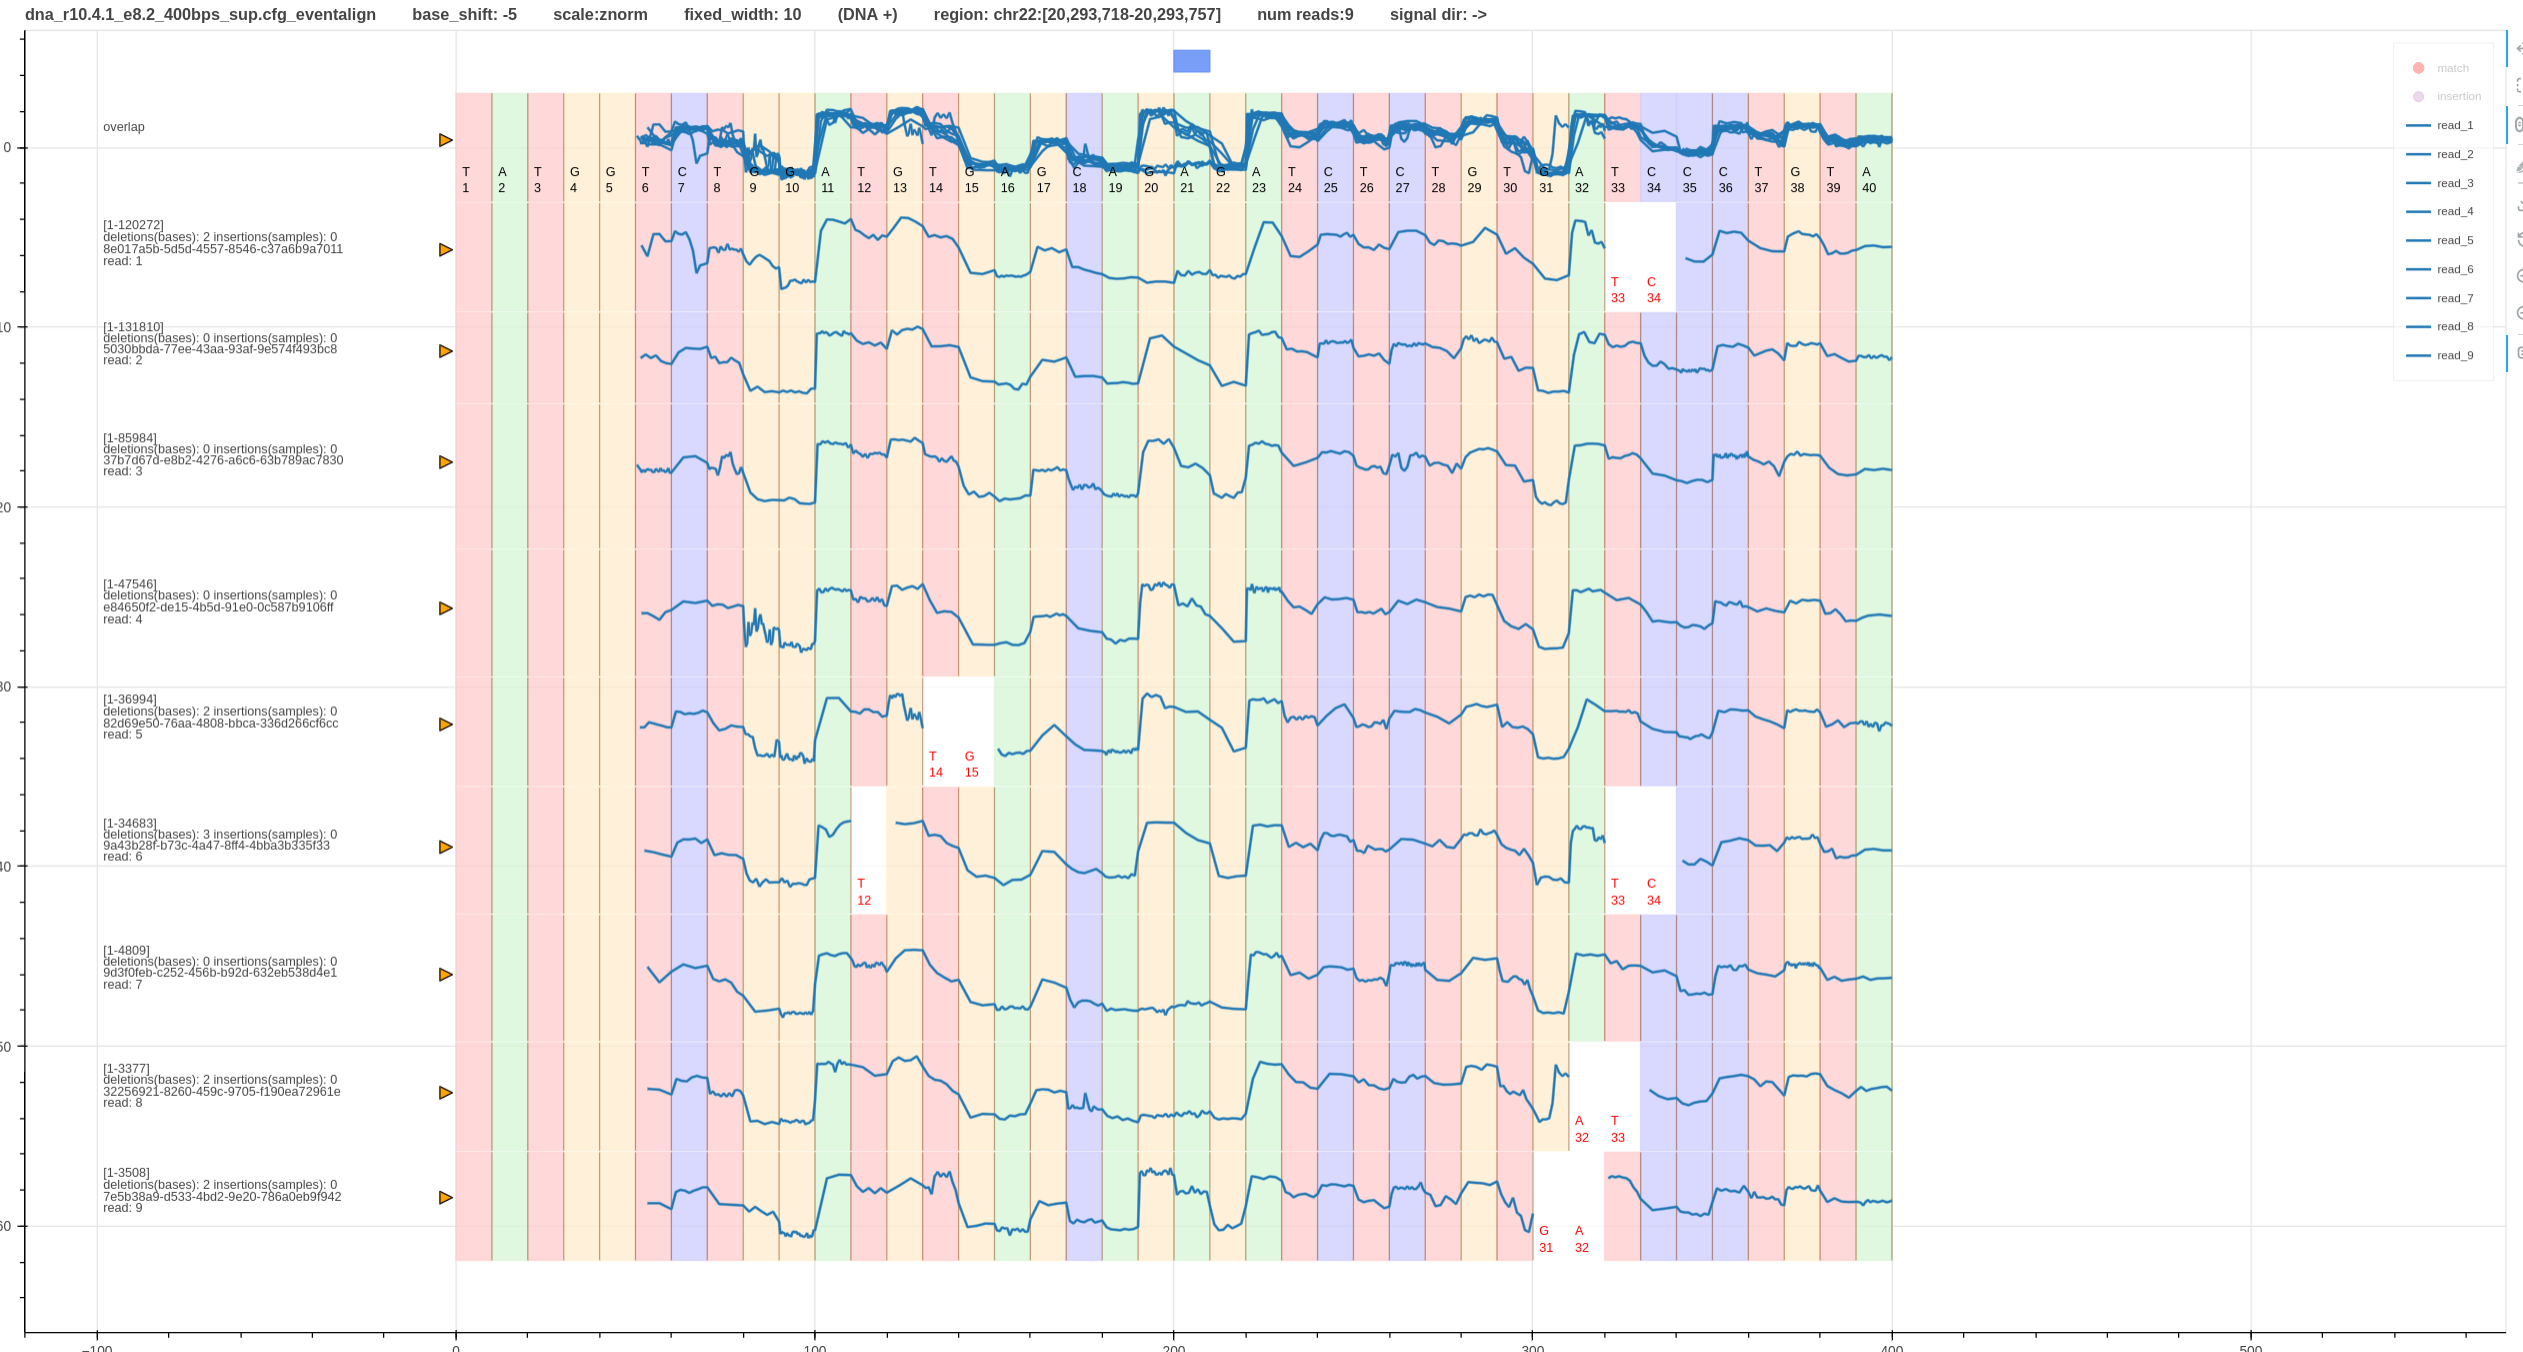 dna_r10.4.1_e8.2_400bps_sup.cfg_eventalign base_shift: -5 scale:znorm fixed_width: 10 (DNA +) region: chr22:[20,293,718-20,293,757] num reads:9 signal dir: ->
match
insertion
read_1
read_2
read_3
read_4
read_5
read_6
read_7
read_8
read_9
overlap
0
T A T G G T C T G G A T G T G A G C A G A G A T C T C T G T G A T C C C T G T A
1 2 3 4 5 6 7 8 9 10 11 12 13 14 15 16 17 18 19 20 21 22 23 24 25 26 27 28 29 30 31 32 33 34 35 36 37 38 39 40
[1-120272]
deletions(bases): 2 insertions(samples): 0
8e017a5b-5d5d-4557-8546-c37a6b9a7011
read: 1
T C
33 34
10
[1-131810]
deletions(bases): 0 insertions(samples): 0
5030bbda-77ee-43aa-93af-9e574f493bc8
read: 2
[1-85984]
deletions(bases): 0 insertions(samples): 0
37b7d67d-e8b2-4276-a6c6-63b789ac7830
read: 3
20
[1-47546]
deletions(bases): 0 insertions(samples): 0
e84650f2-de15-4b5d-91e0-0c587b9106ff
read: 4
30
[1-36994]
deletions(bases): 2 insertions(samples): 0
82d69e50-76aa-4808-bbca-336d266cf6cc
read: 5
T G
14 15
[1-34683]
deletions(bases): 3 insertions(samples): 0
9a43b28f-b73c-4a47-8ff4-4bba3b335f33
read: 6
40
T T C
12 33 34
[1-4809]
deletions(bases): 0 insertions(samples): 0
9d3f0feb-c252-456b-b92d-632eb538d4e1
read: 7
50
[1-3377]
deletions(bases): 2 insertions(samples): 0
32256921-8260-459c-9705-f190ea72961e
read: 8
A T
32 33
[1-3508]
deletions(bases): 2 insertions(samples): 0
7e5b38a9-d533-4bd2-9e20-786a0eb9f942
read: 9
60
G A
31 32
−100 0 100 200 300 400 500